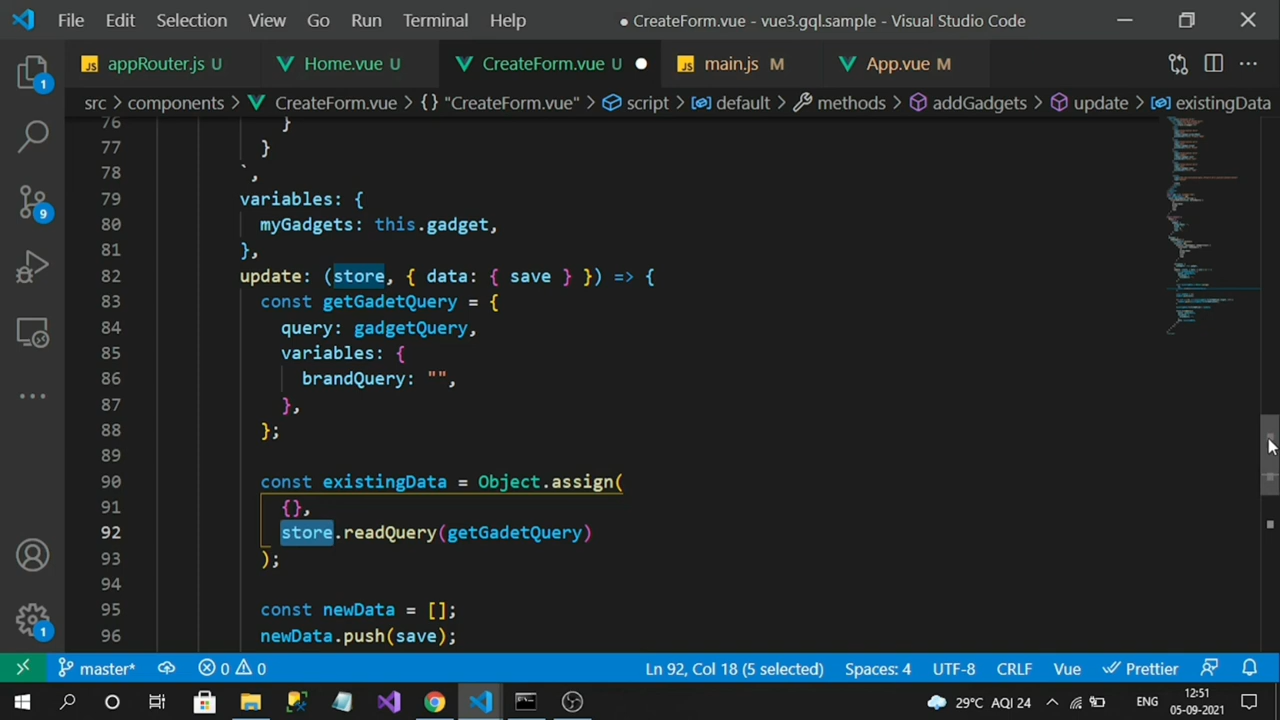 File Edit Selection View Go Run Terminal Help ● CreateForm.vue - vue3.gql.sample - Visual Studio Code
JS appRouter.js U Home.vue U CreateForm.vue U JS main.js M App.vue M
src > components > CreateForm.vue > {} "CreateForm.vue" > script > default > methods > addGadgets > update > existingData
76 }
77 }
78 `,
79 variables: {
80 myGadgets: this.gadget,
81 },
82 update: (store, { data: { save } }) => {
83 const getGadetQuery = {
84 query: gadgetQuery,
85 variables: {
86 brandQuery: "",
87 },
88 };
89
90 const existingData = Object.assign(
91 {},
92 store.readQuery(getGadetQuery)
93 );
94
95 const newData = [];
96 newData.push(save);
1
9
1
master* 0 0 Ln 92, Col 18 (5 selected) Spaces: 4 UTF-8 CRLF Vue Prettier
29°C AQI 24 ENG 12:51
05-09-2021